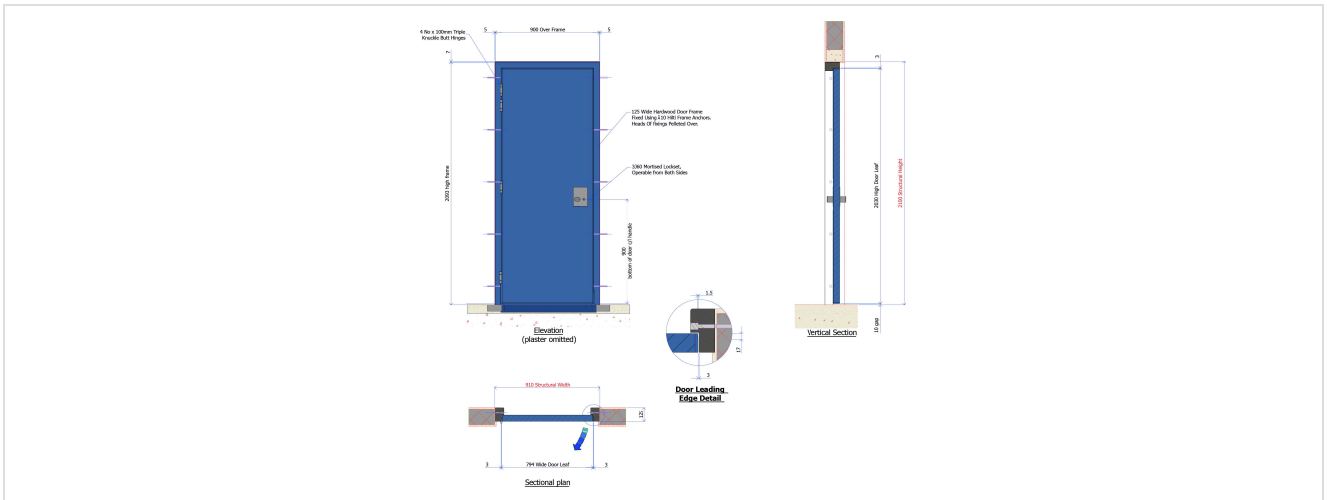 4 No x 100mm Triple
Knuckle Butt Hinges
5
900 Over Frame
5
7
2093 high frame
125 Wide Hardwood Door Frame
Fixed Using
10 Hilti Frame Anchors.
Heads Of fixings Pelleted Over.
3360 Mortised Lockset,
Operable from Both Sides
900
bottom of door c/l handle
Elevation
(plaster omitted)
3
2030 High Door Leaf
2100 Structural Height
10 gap
Vertical Section
5.5
17
3
Door Leading
Edge Detail
910 Structural Width
125
3
794 Wide Door Leaf
3
Sectional plan